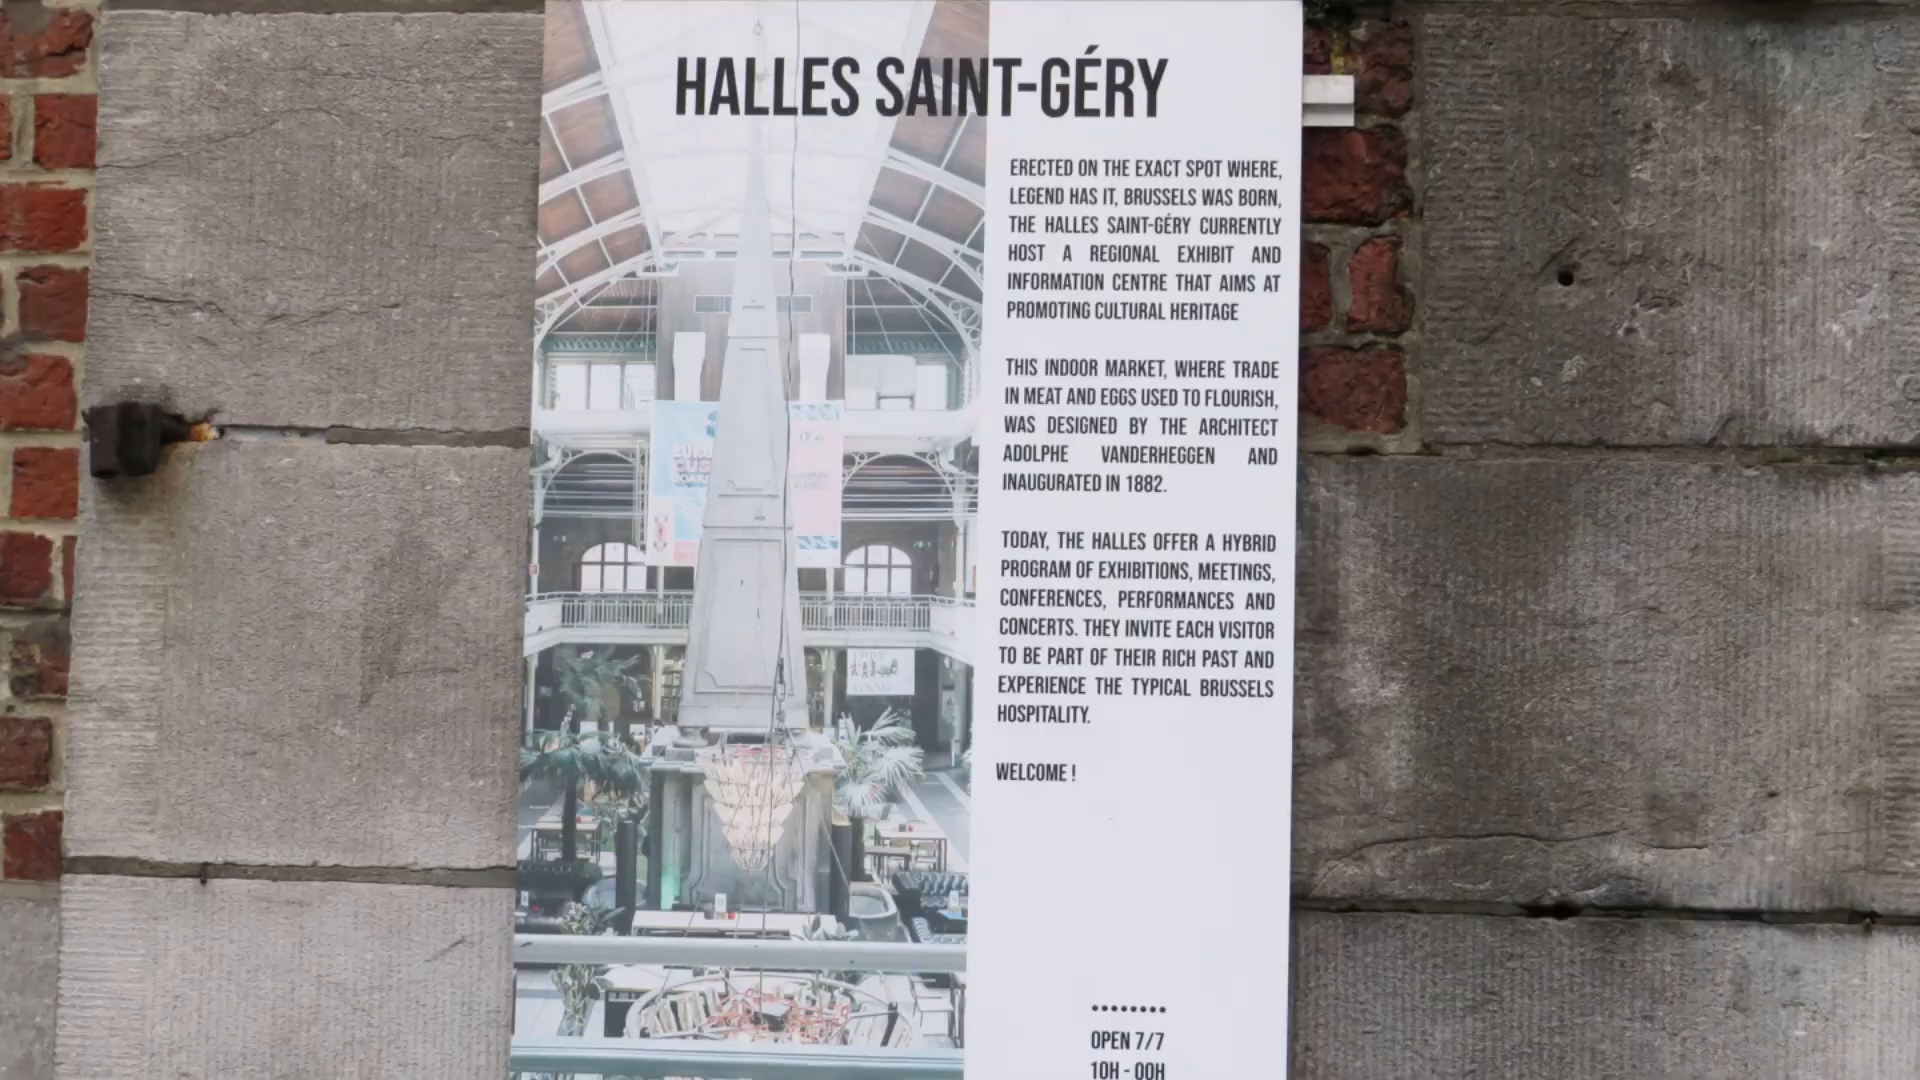 HALLES SAINT-GÉRY
ERECTED ON THE EXACT SPOT WHERE,
LEGEND HAS IT, BRUSSELS WAS BORN,
THE HALLES SAINT-GÉRY CURRENTLY
HOST A REGIONAL EXHIBIT AND
INFORMATION CENTRE THAT AIMS AT
PROMOTING CULTURAL HERITAGE
THIS INDOOR MARKET, WHERE TRADE
IN MEAT AND EGGS USED TO FLOURISH,
WAS DESIGNED BY THE ARCHITECT
ADOLPHE VANDERHEGGEN AND
INAUGURATED IN 1882.
TODAY, THE HALLES OFFER A HYBRID
PROGRAM OF EXHIBITIONS, MEETINGS,
CONFERENCES, PERFORMANCES AND
CONCERTS. THEY INVITE EACH VISITOR
TO BE PART OF THEIR RICH PAST AND
EXPERIENCE THE TYPICAL BRUSSELS
HOSPITALITY.
WELCOME !
OPEN 7/7
10H - 00H